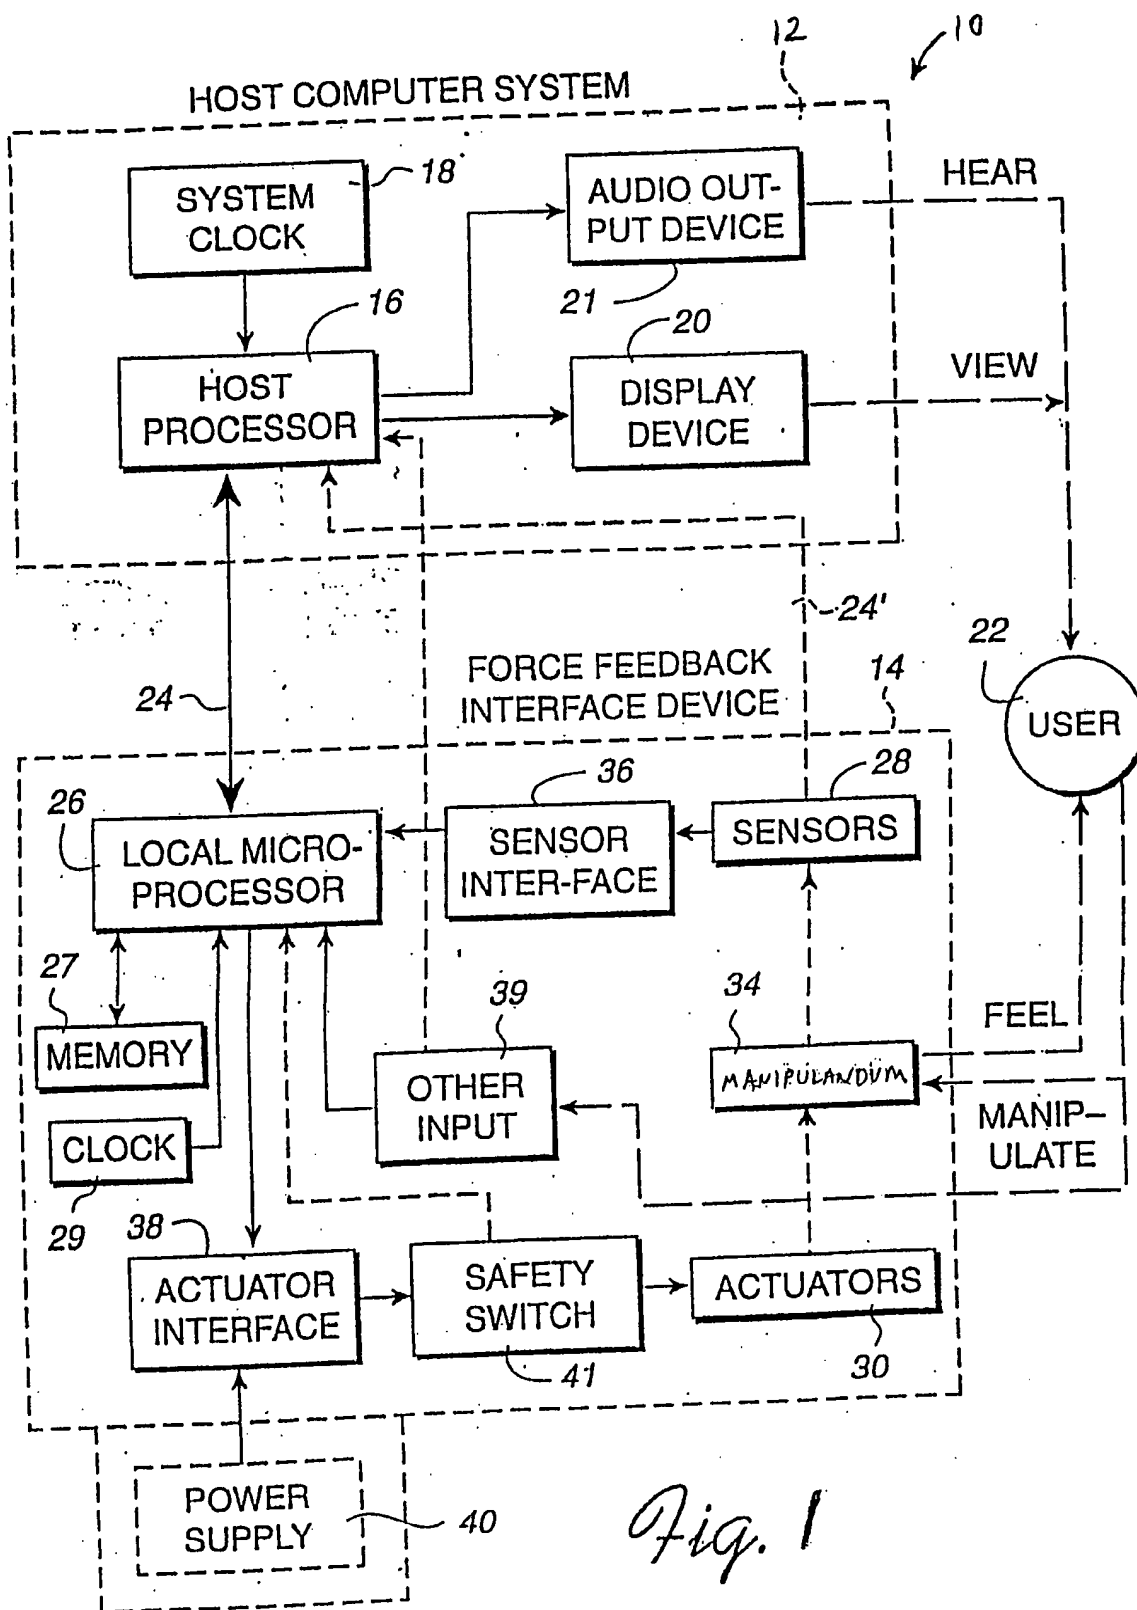 12
10
HOST COMPUTER SYSTEM
SYSTEM
CLOCK
18
AUDIO OUT-
PUT DEVICE
HEAR
21
16
20
HOST
PROCESSOR
DISPLAY
DEVICE
VIEW
24'
22
USER
24
FORCE FEEDBACK
INTERFACE DEVICE
14
26
LOCAL MICRO-
PROCESSOR
36
SENSOR
INTER-FACE
28
SENSORS
27
MEMORY
39
OTHER
INPUT
34
MANIPULANDUM
FEEL
MANIP-
ULATE
CLOCK
29
38
ACTUATOR
INTERFACE
SAFETY
SWITCH
41
ACTUATORS
30
POWER
SUPPLY
40
Fig. 1